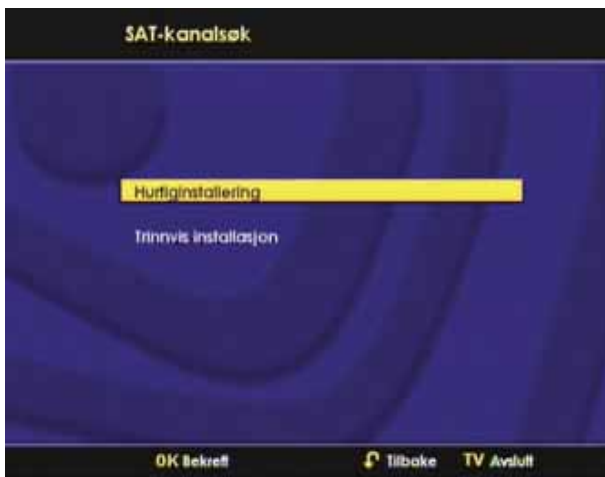 SAT-kanalsøk
Hurtiginstallering
Trinnvis installasjon
OK Bekreft Tilbake TV Avslutt